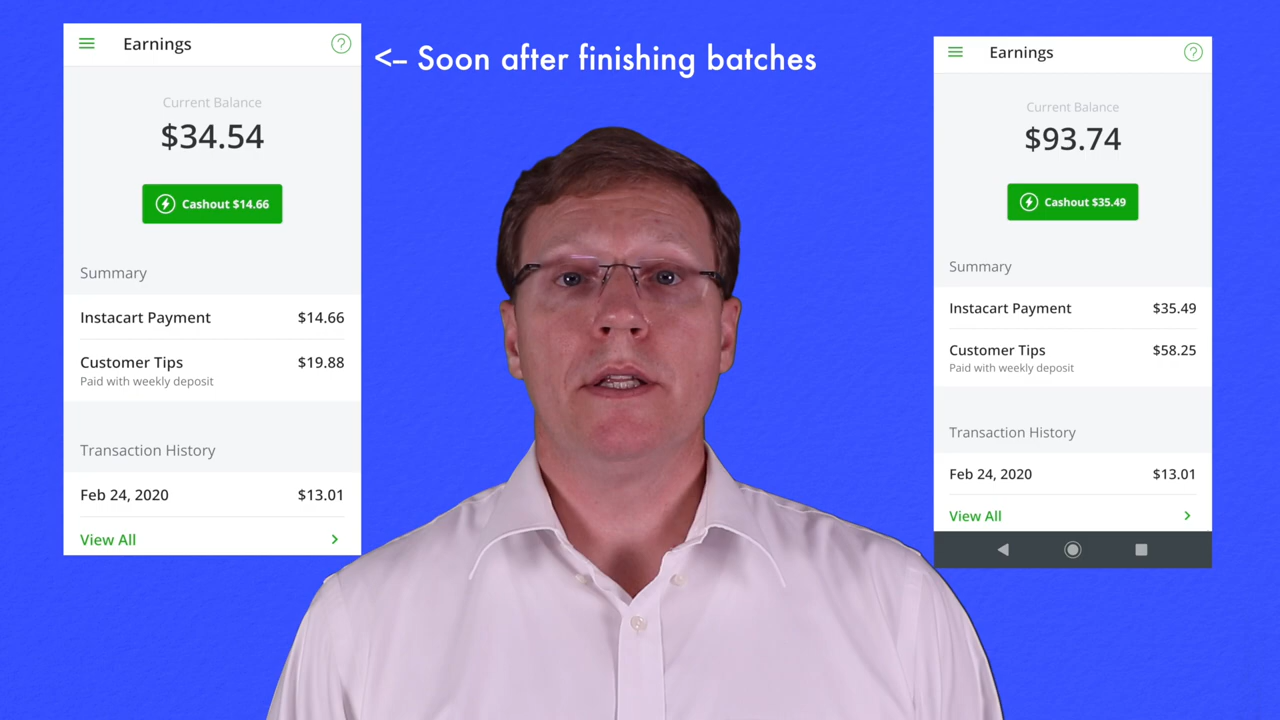 Earnings
?
Current Balance
$34.54
Cashout $14.66
Summary
Instacart Payment $14.66
Customer Tips $19.88
Paid with weekly deposit
Transaction History
Feb 24, 2020 $13.01
View All
<– Soon after finishing batches
Earnings
?
Current Balance
$93.74
Cashout $35.49
Summary
Instacart Payment $35.49
Customer Tips $58.25
Paid with weekly deposit
Transaction History
Feb 24, 2020 $13.01
View All